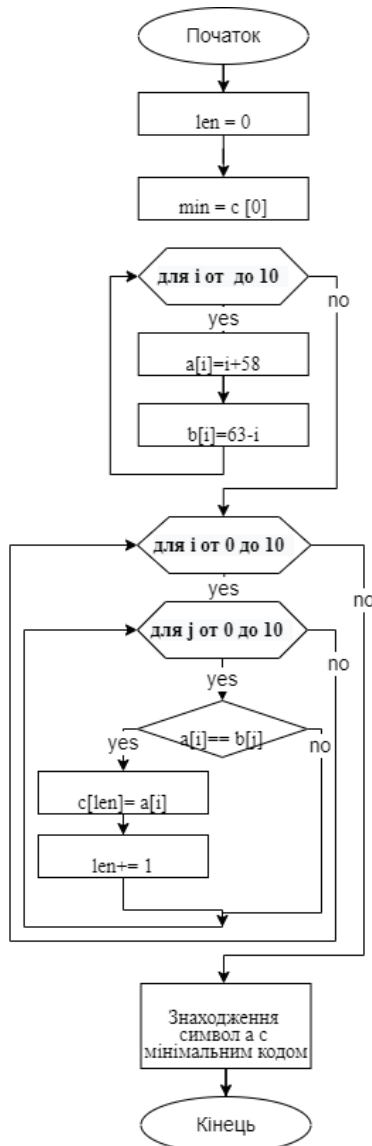 Початок
len = 0
min = c [0]
для i от  до 10
no
yes
a[i]=i+58
b[i]=63-i
для i от 0 до 10
yes
no
для j от 0 до 10
no
yes
a[i]== b[j]
yes
no
c[len]= a[i]
len+= 1
Знаходження
символ а с
мінімальним кодом
Кінець